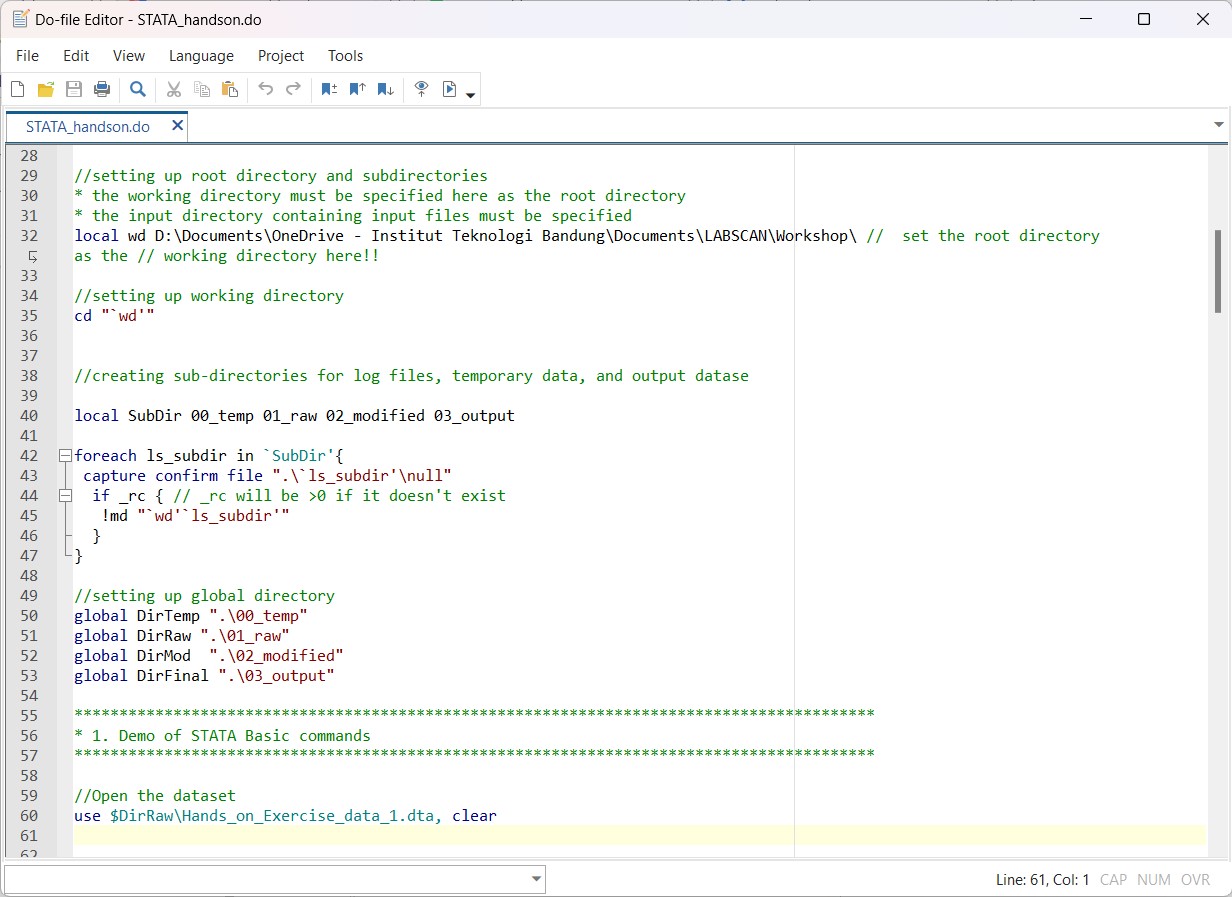 Do-file Editor - STATA_handson.do
File Edit View Language Project Tools
STATA_handson.do
28
29 //setting up root directory and subdirectories
30 * the working directory must be specified here as the root directory
31 * the input directory containing input files must be specified
32 local wd D:\Documents\OneDrive - Institut Teknologi Bandung\Documents\LABSCAN\Workshop\ //  set the root directory
as the // working directory here!!
33
34 //setting up working directory
35 cd "`wd'"
36
37
38 //creating sub-directories for log files, temporary data, and output datase
39
40 local SubDir 00_temp 01_raw 02_modified 03_output
41
42 foreach ls_subdir in `SubDir'{
43  capture confirm file ".\`ls_subdir'\null"
44   if _rc { // _rc will be >0 if it doesn't exist
45    !md "`wd'`ls_subdir'"
46   }
47 }
48
49 //setting up global directory
50 global DirTemp ".\00_temp"
51 global DirRaw ".\01_raw"
52 global DirMod  ".\02_modified"
53 global DirFinal ".\03_output"
54
55 *****************************************************************************************
56 * 1. Demo of STATA Basic commands
57 *****************************************************************************************
58
59 //Open the dataset
60 use $DirRaw\Hands_on_Exercise_data_1.dta, clear
61
62
Line: 61, Col: 1 CAP NUM OVR